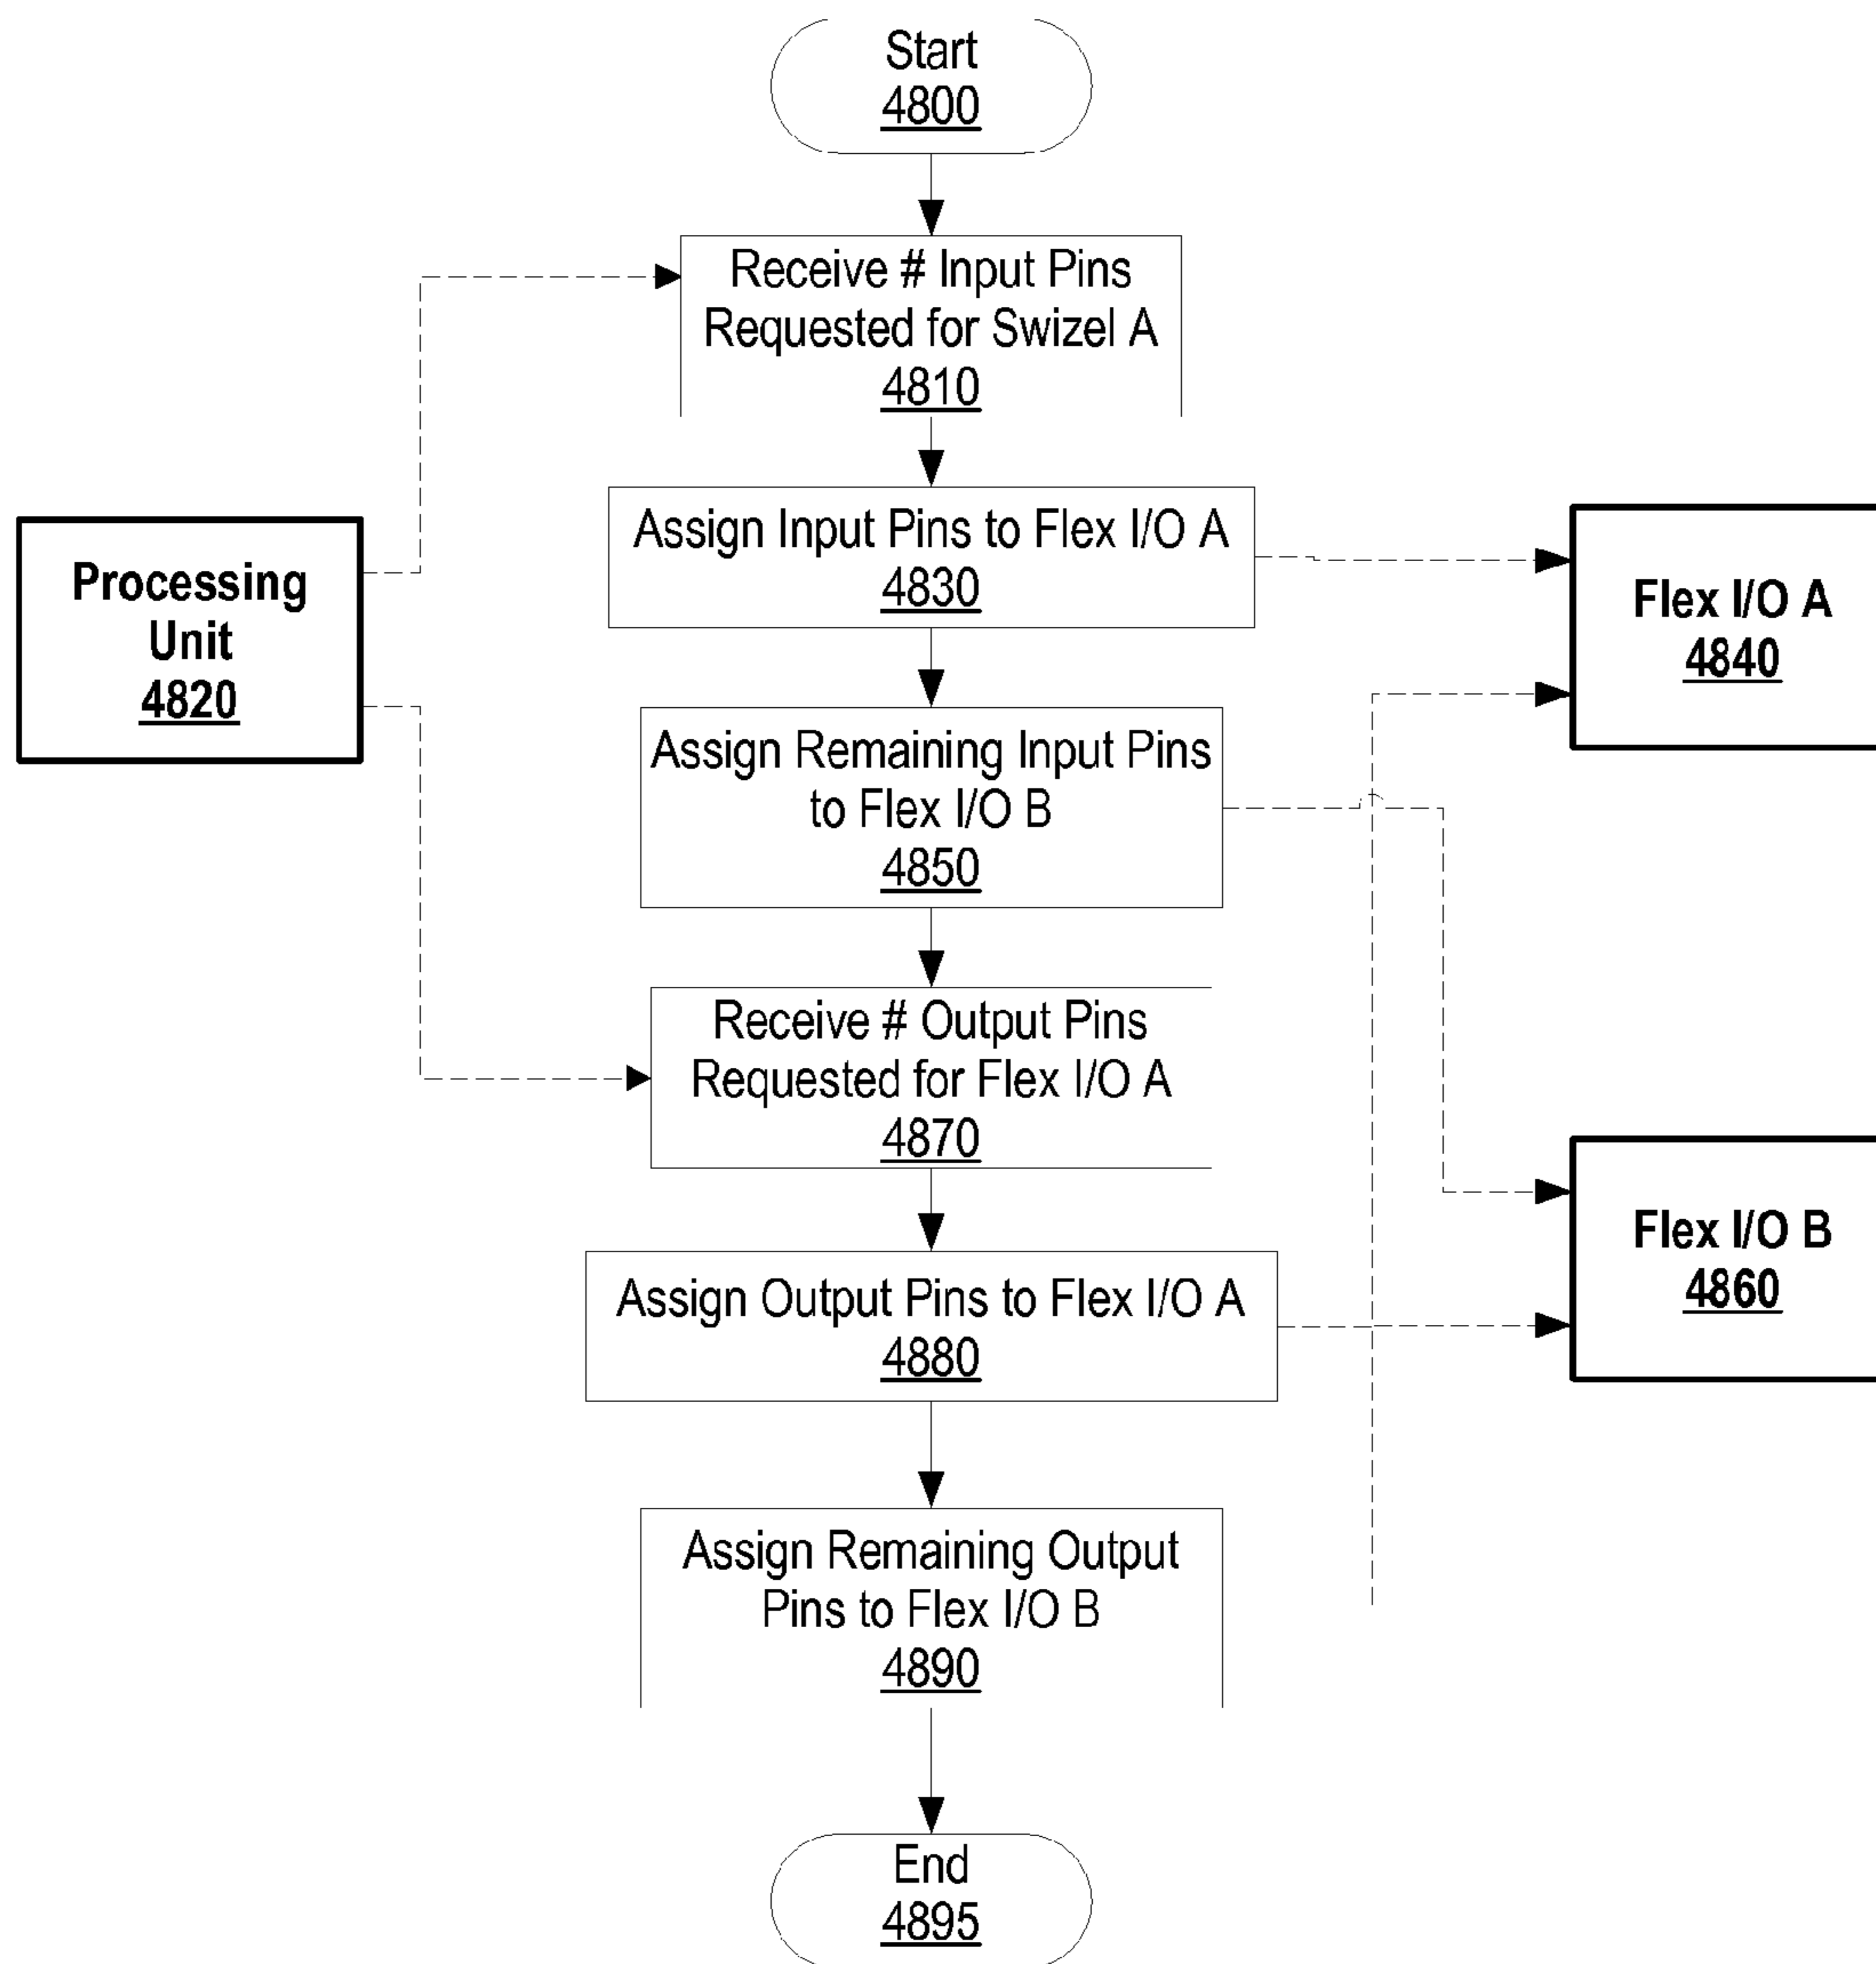 Start
4800
Receive # Input Pins
Requested for Swizel A
4810
Processing
Unit
4820
Assign Input Pins to Flex I/O A
4830
Flex I/O A
4840
Assign Remaining Input Pins
to Flex I/O B
4850
Receive # Output Pins
Requested for Flex I/O A
4870
Flex I/O B
4860
Assign Output Pins to Flex I/O A
4880
Assign Remaining Output
Pins to Flex I/O B
4890
End
4895